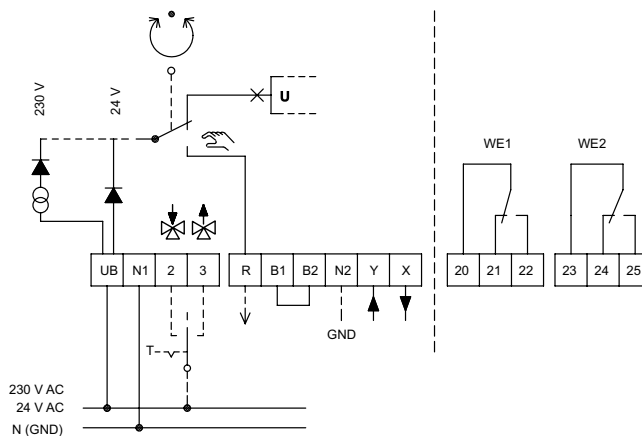 230 V
24 V
U
WE1
WE2
UB N1 2 3 R B1 B2 N2 Y X
20 21 22 23 24 25
GND
T
230 V AC
24 V AC
N (GND)